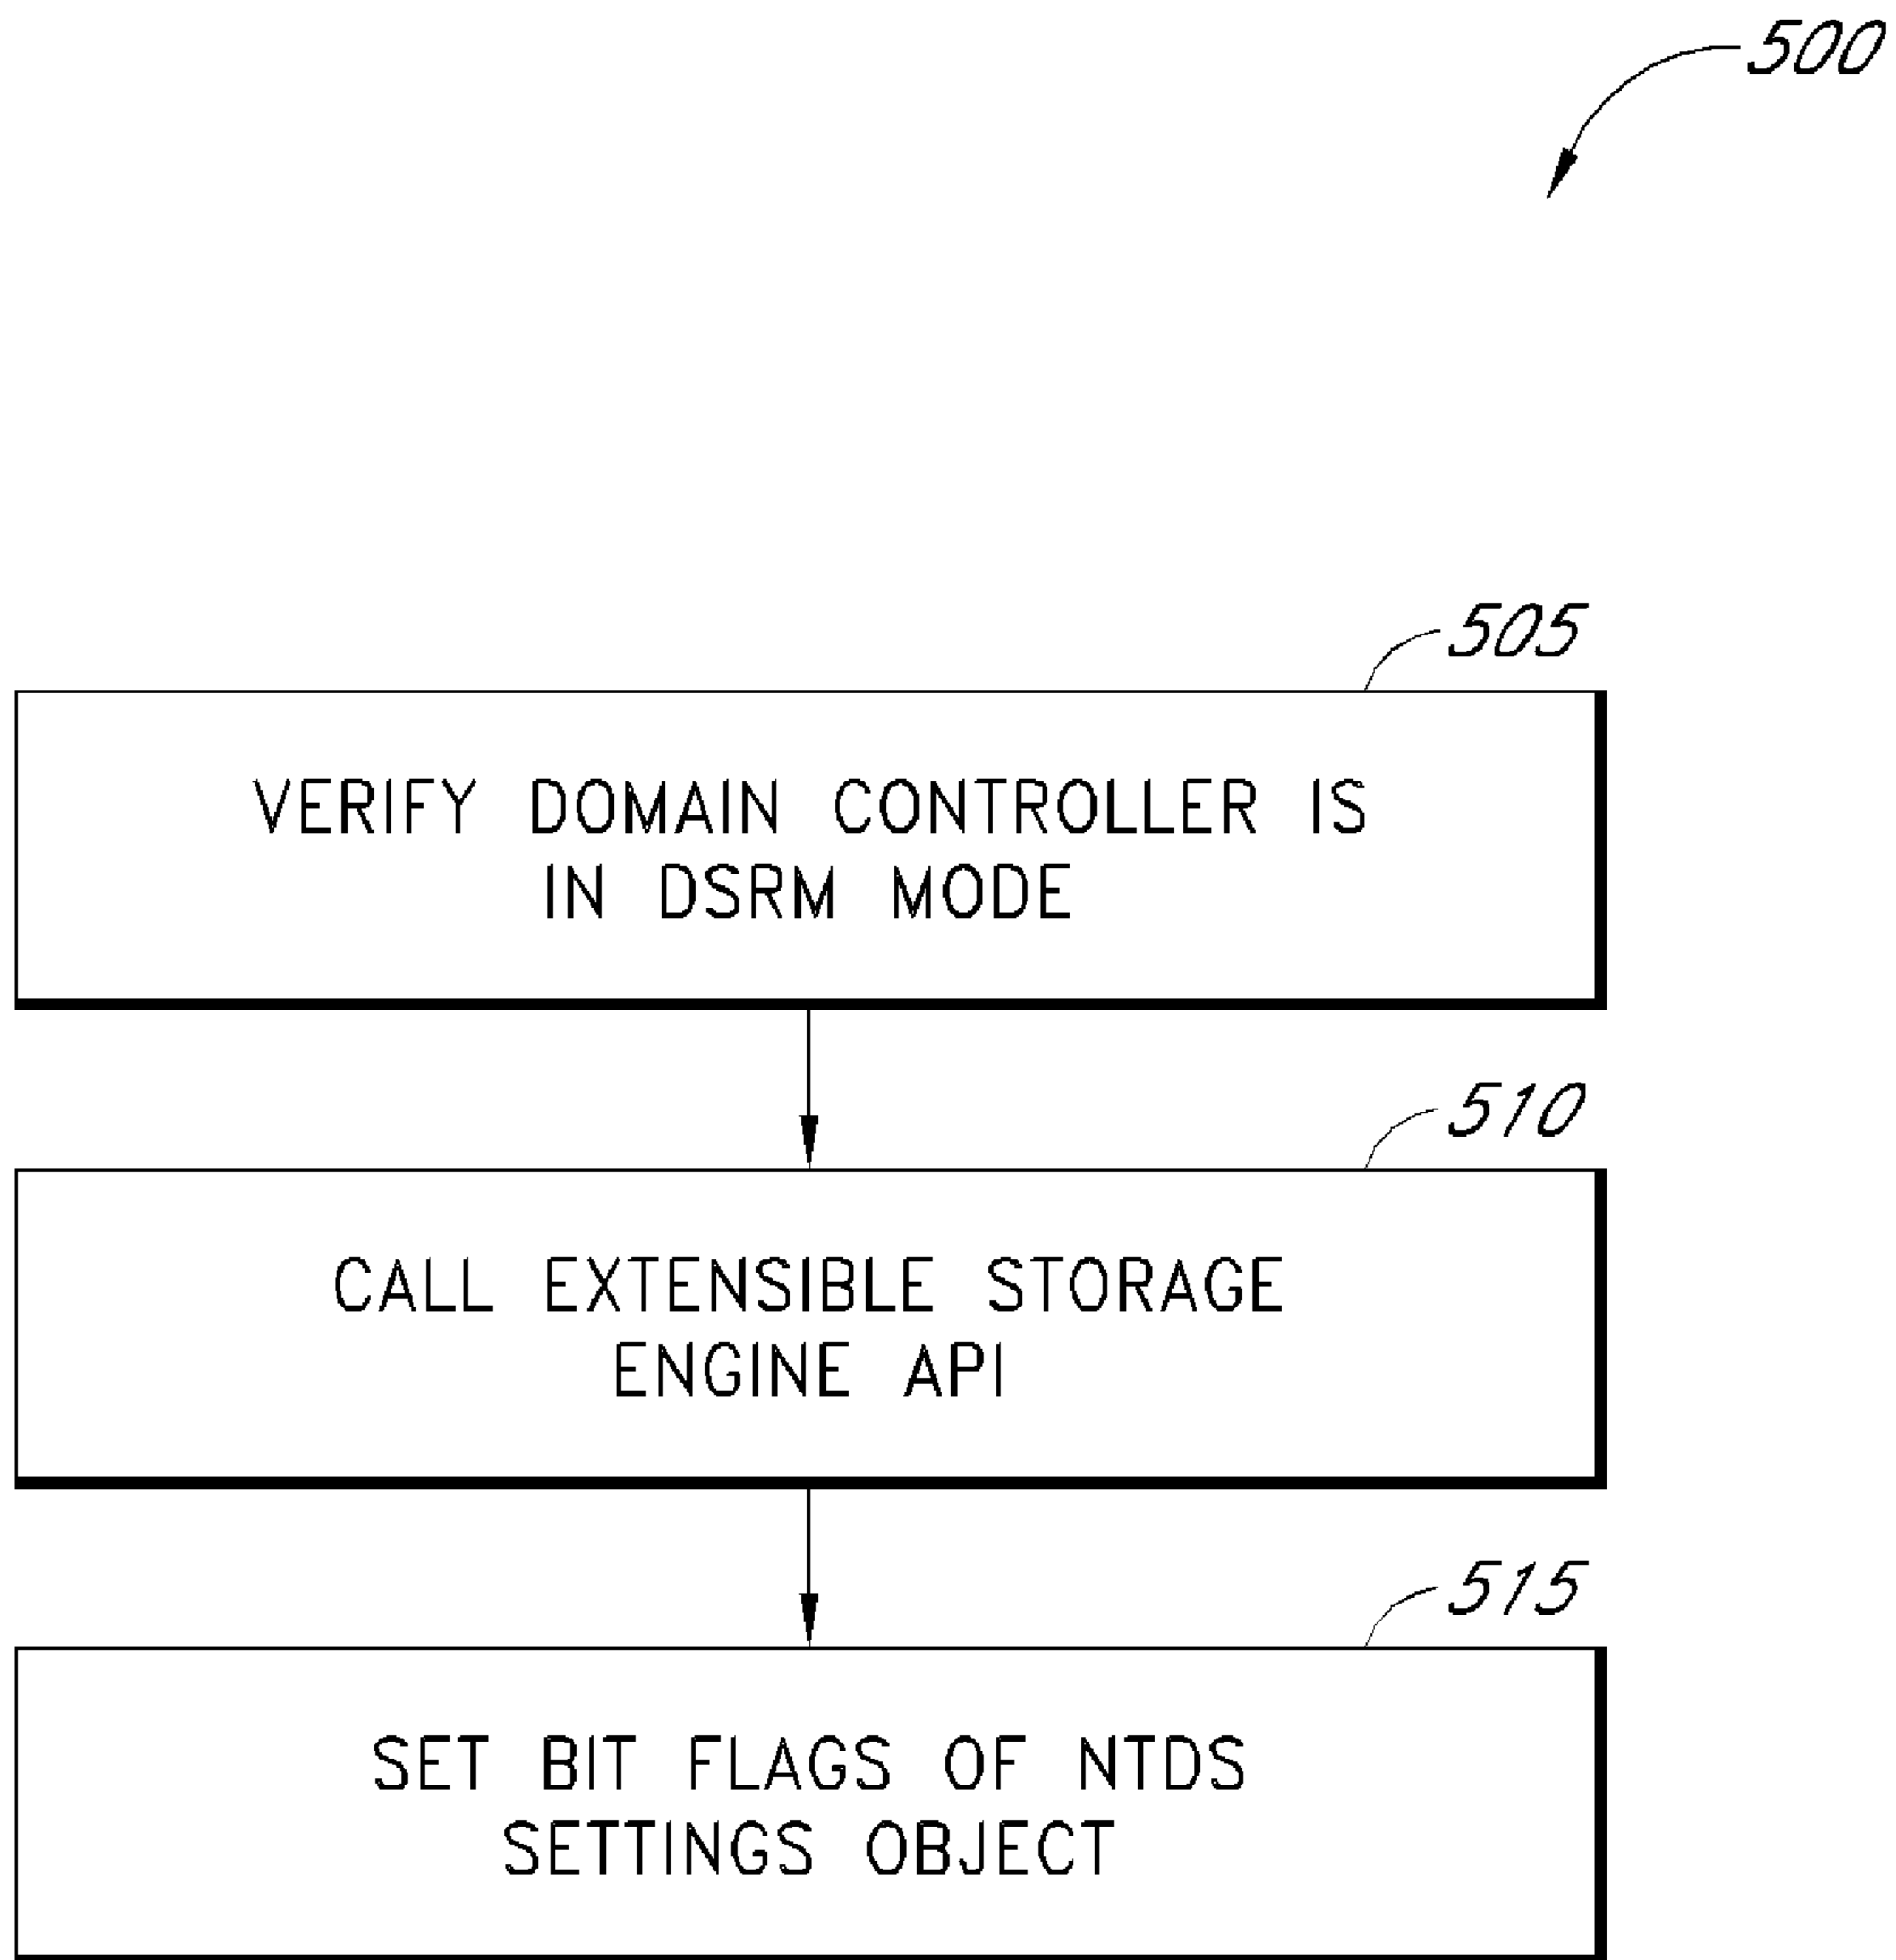 500
505
VERIFY DOMAIN CONTROLLER IS
IN DSRM MODE
510
CALL EXTENSIBLE STORAGE
ENGINE API
515
SET BIT FLAGS OF NTDS
SETTINGS OBJECT